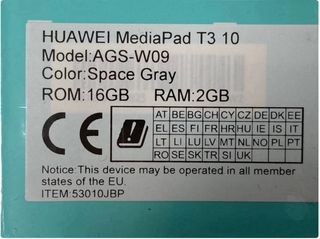 HUAWEI MediaPad T3 10
Model:AGS-W09
Color:Space Gray
ROM:16GB RAM:2GB
CE
AT BE BG CH CY CZ DE DK EE
EL ES FI FR HR HU IE IS IT
LT LI LU LV MT NL NO PL PT
RO SE SK TR SI UK
Notice:This device may be operated in all member
states of the EU.
ITEM:53010JBP